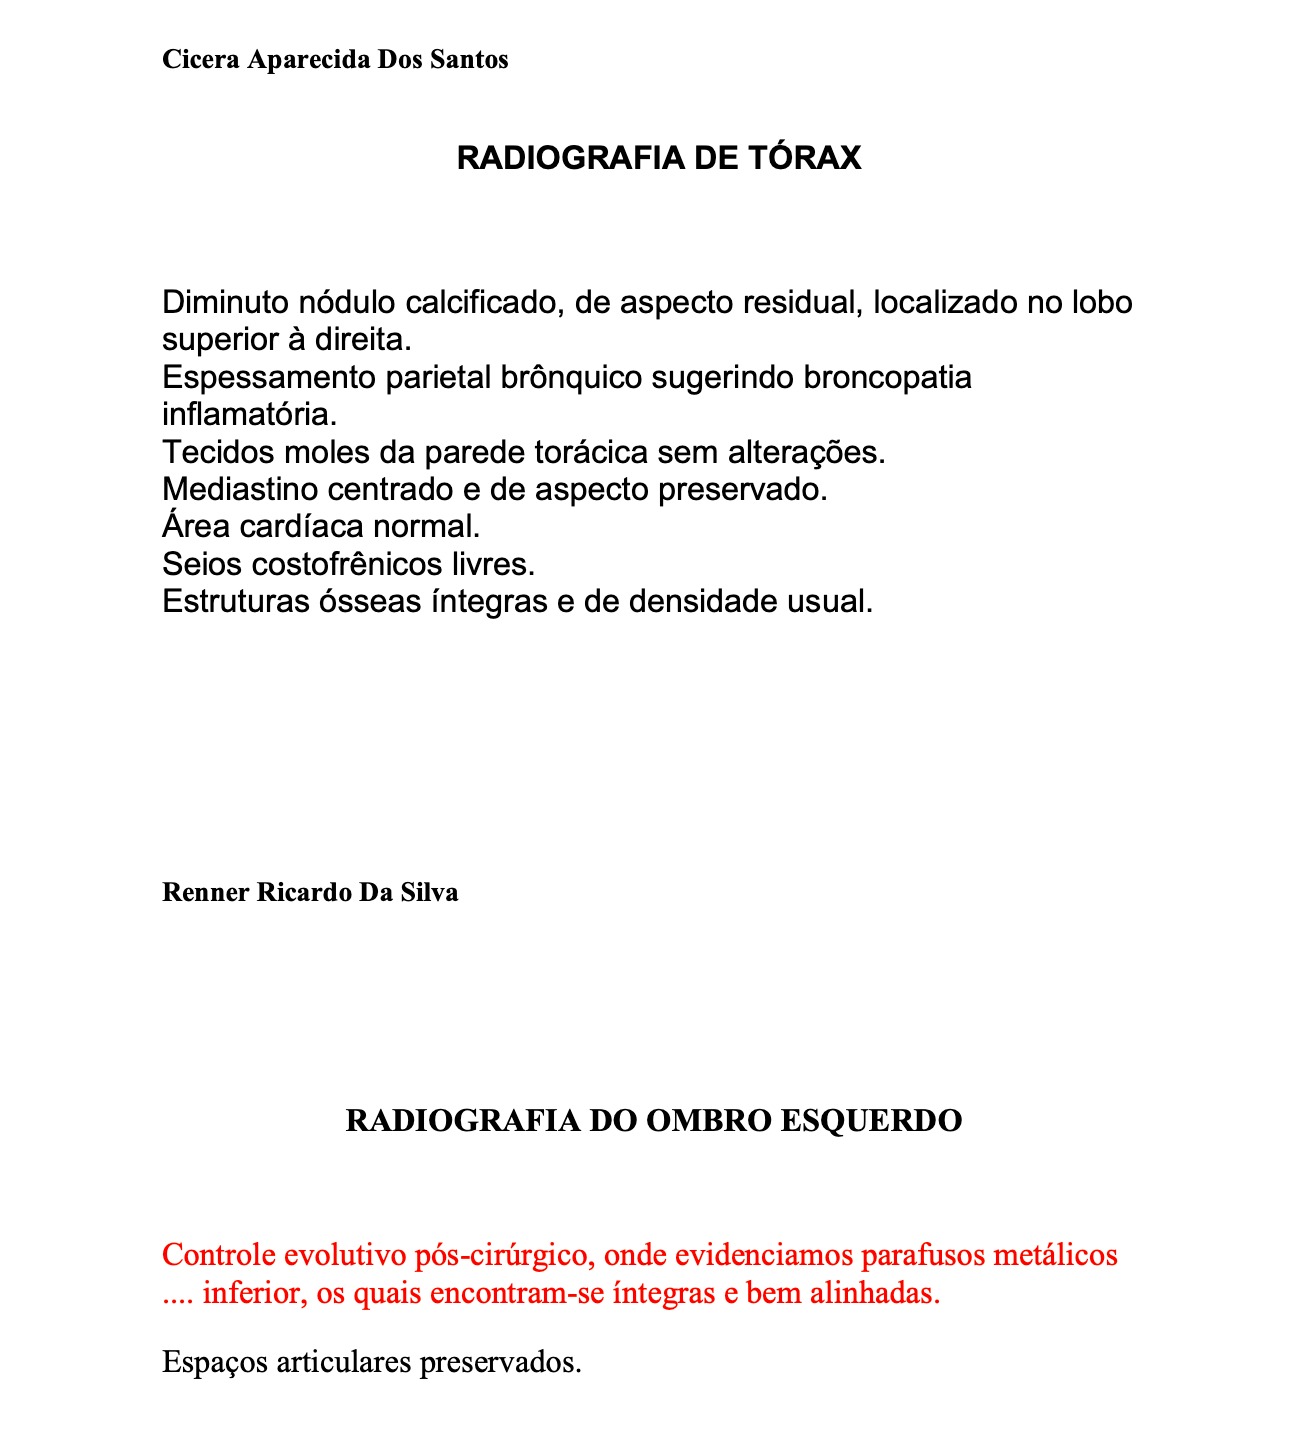 Cicera Aparecida Dos Santos
RADIOGRAFIA DE TÓRAX
Diminuto nódulo calcificado, de aspecto residual, localizado no lobo
superior à direita.
Espessamento parietal brônquico sugerindo broncopatia
inflamatória.
Tecidos moles da parede torácica sem alterações.
Mediastino centrado e de aspecto preservado.
Área cardíaca normal.
Seios costofrênicos livres.
Estruturas ósseas íntegras e de densidade usual.
Renner Ricardo Da Silva
RADIOGRAFIA DO OMBRO ESQUERDO
Controle evolutivo pós-cirúrgico, onde evidenciamos parafusos metálicos
.... inferior, os quais encontram-se íntegras e bem alinhadas.
Espaços articulares preservados.